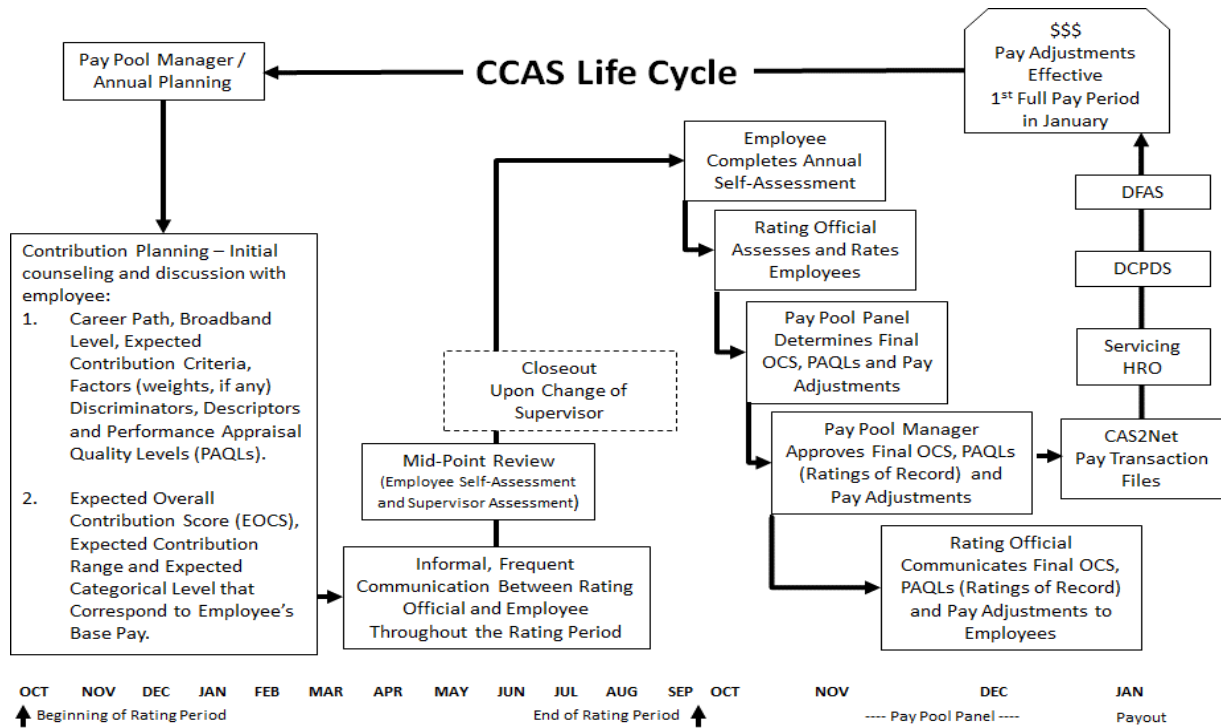 CCAS Life Cycle
Pay Pool Manager /
Annual Planning
$$$
Pay Adjustments
Effective
1st Full Pay Period
in January
Contribution Planning – Initial
counseling and discussion with
employee:
1. Career Path, Broadband
Level, Expected
Contribution Criteria,
Factors (weights, if any)
Discriminators, Descriptors
and Performance Appraisal
Quality Levels (PAQLs).
2. Expected Overall
Contribution Score (EOCS),
Expected Contribution
Range and Expected
Categorical Level that
Correspond to Employee’s
Base Pay.
Informal, Frequent
Communication Between Rating
Official and Employee
Throughout the Rating Period
Mid-Point Review
(Employee Self-Assessment
and Supervisor Assessment)
Closeout
Upon Change of
Supervisor
Employee
Completes Annual
Self-Assessment
Rating Official
Assesses and Rates
Employees
Pay Pool Panel
Determines Final
OCS, PAQLs and Pay
Adjustments
Pay Pool Manager
Approves Final OCS, PAQLs
(Ratings of Record) and
Pay Adjustments
Rating Official
Communicates Final OCS,
PAQLs (Ratings of Record)
and Pay Adjustments to
Employees
CAS2Net
Pay Transaction
Files
Servicing
HRO
DCPDS
DFAS
OCT NOV DEC JAN FEB MAR APR MAY JUN JUL AUG SEP OCT NOV DEC JAN
Beginning of Rating Period End of Rating Period ---- Pay Pool Panel ---- Payout